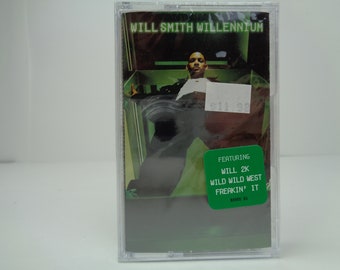 WILL SMITH WILLENNIUM
FEATURING
WILL 2K
WILD WILD WEST
FREAKIN' IT